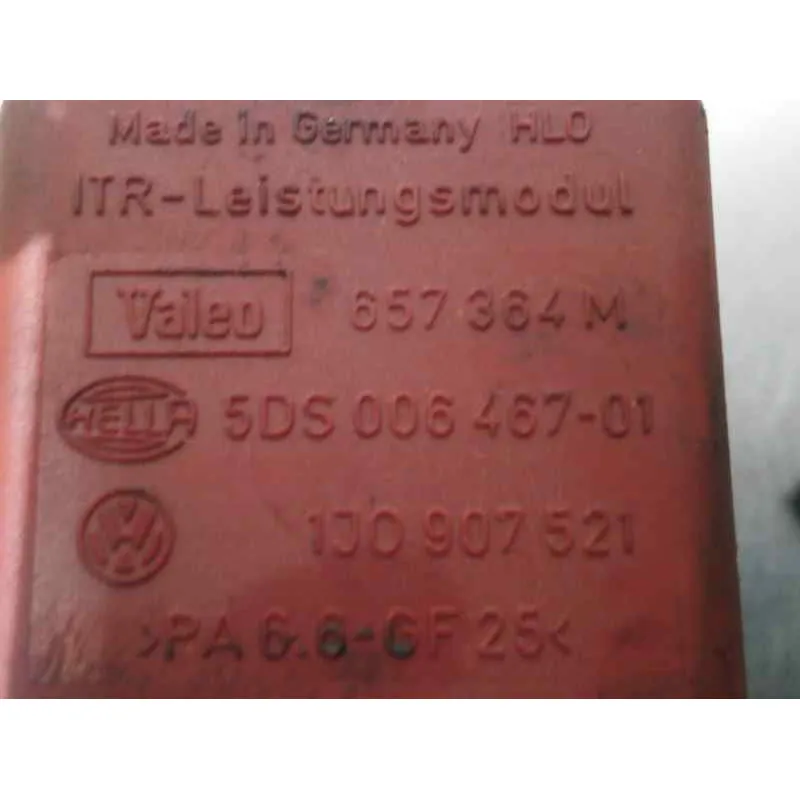 Made in Germany HLO
ITR-Leistungsmodul
Valeo 657 364 M
HELLA 5DS 006 467-01
VW 1J0 907 521
>PA 6.6-GF 25<